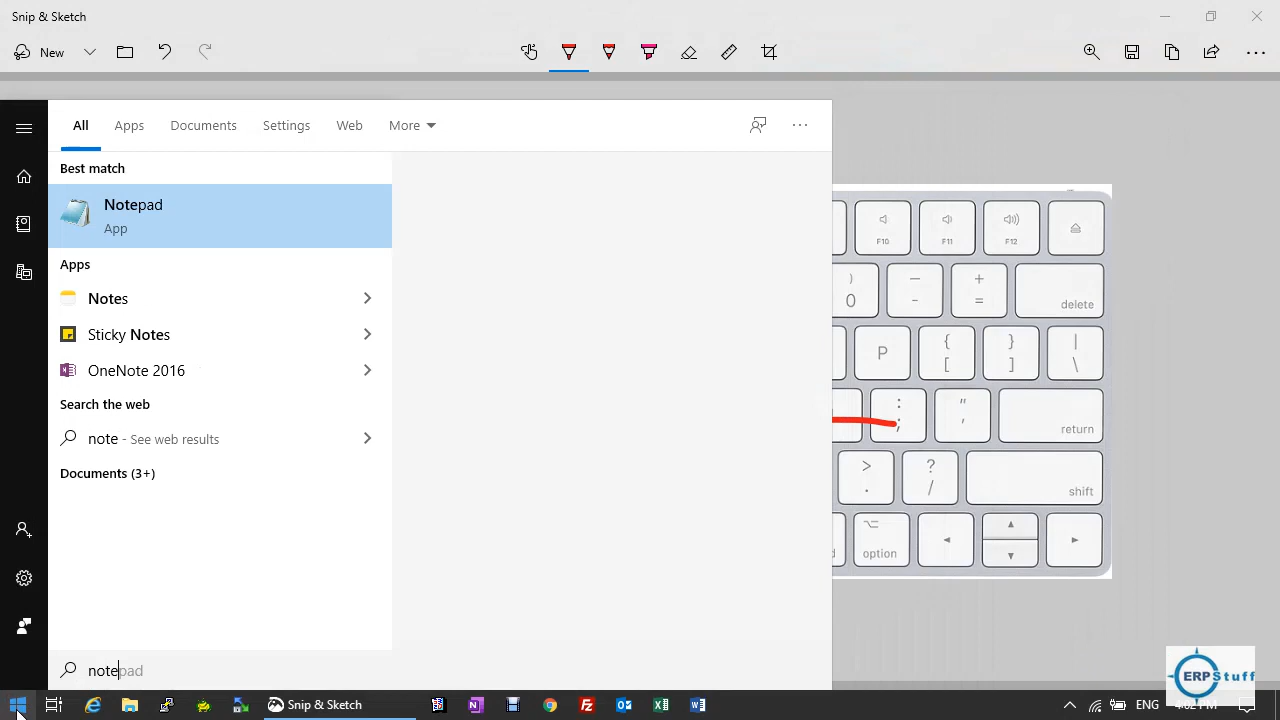 Snip & Sketch
New
All
Apps
Documents
Settings
Web
More
Best match
Notepad
App
Apps
Notes
Sticky Notes
OneNote 2016
Search the web
note - See web results
Documents (3+)
notepad
F10
F11
F12
) 0
_ -
+ =
delete
P
{ [
} ]
| \
: ;
" '
return
> .
? /
shift
option
ERPStuff
Snip & Sketch
ENG